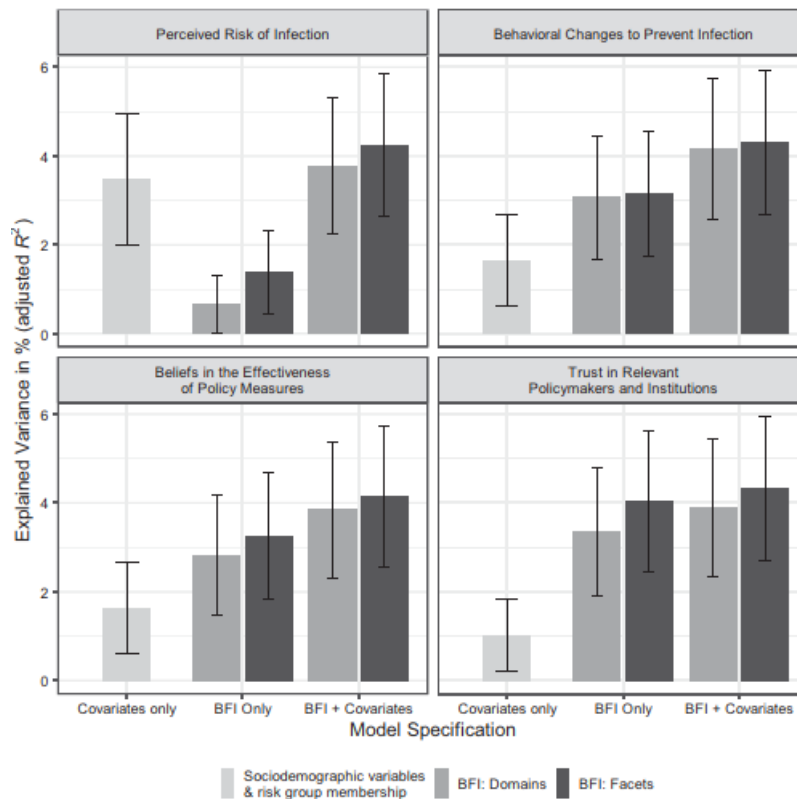 Perceived Risk of Infection
Behavioral Changes to Prevent Infection
6
4
2
0
Beliefs in the Effectiveness
of Policy Measures
Trust in Relevant
Policymakers and Institutions
6
4
2
0
Explained Variance in % (adjusted R²)
Covariates only
BFI Only
BFI + Covariates
Covariates only
BFI Only
BFI + Covariates
Model Specification
Sociodemographic variables
& risk group membership
BFI: Domains
BFI: Facets